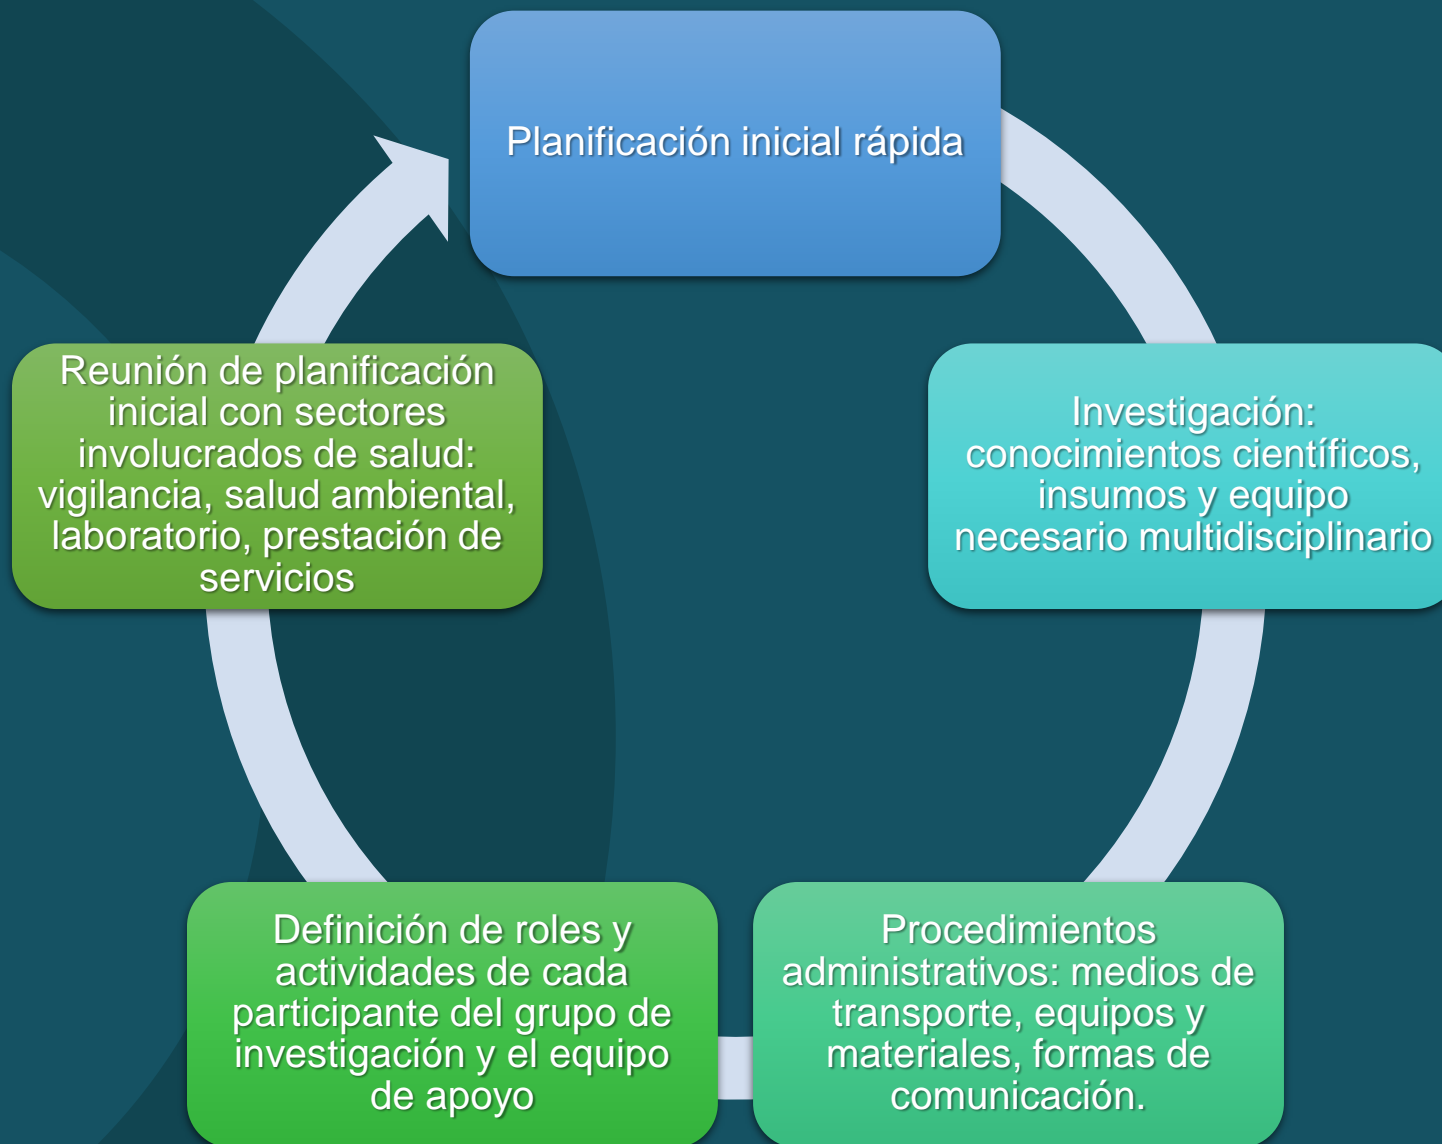 Planificación inicial rápida
Investigación:
conocimientos científicos,
insumos y equipo
necesario multidisciplinario
Procedimientos
administrativos: medios de
transporte, equipos y
materiales, formas de
comunicación.
Definición de roles y
actividades de cada
participante del grupo de
investigación y el equipo
de apoyo
Reunión de planificación
inicial con sectores
involucrados de salud:
vigilancia, salud ambiental,
laboratorio, prestación de
servicios